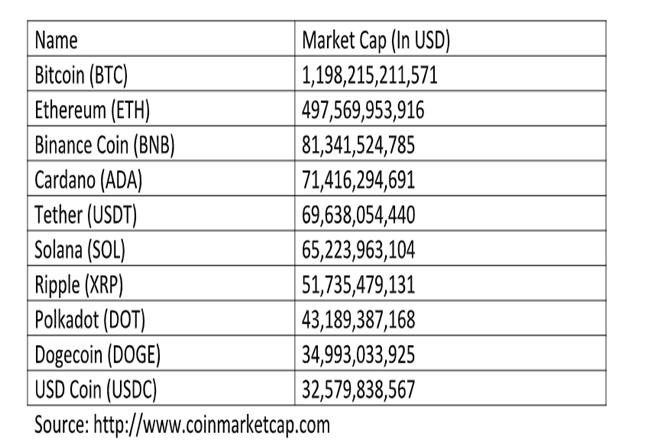 Name Market Cap (In USD)
Bitcoin (BTC) 1,198,215,211,571
Ethereum (ETH) 497,569,953,916
Binance Coin (BNB) 81,341,524,785
Cardano (ADA) 71,416,294,691
Tether (USDT) 69,638,054,440
Solana (SOL) 65,223,963,104
Ripple (XRP) 51,735,479,131
Polkadot (DOT) 43,189,387,168
Dogecoin (DOGE) 34,993,033,925
USD Coin (USDC) 32,579,838,567
Source: http://www.coinmarketcap.com